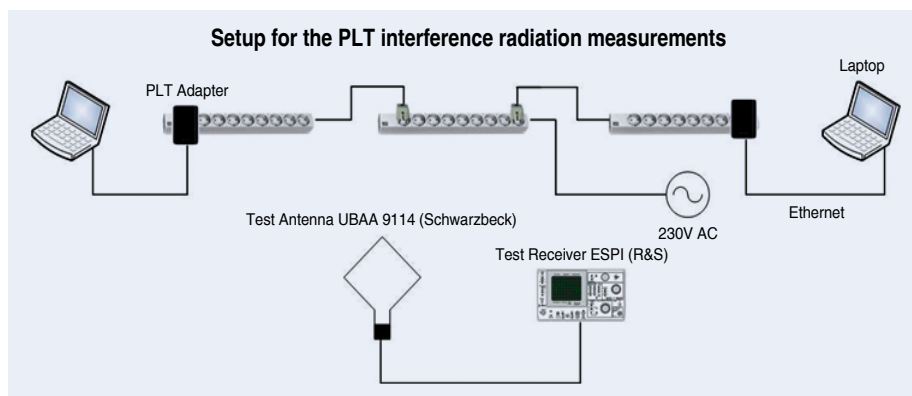 Setup for the PLT interference radiation measurements
Laptop
PLT Adapter
Ethernet
230V AC
Test Antenna UBAA 9114 (Schwarzbeck)
Test Receiver ESPI (R&S)